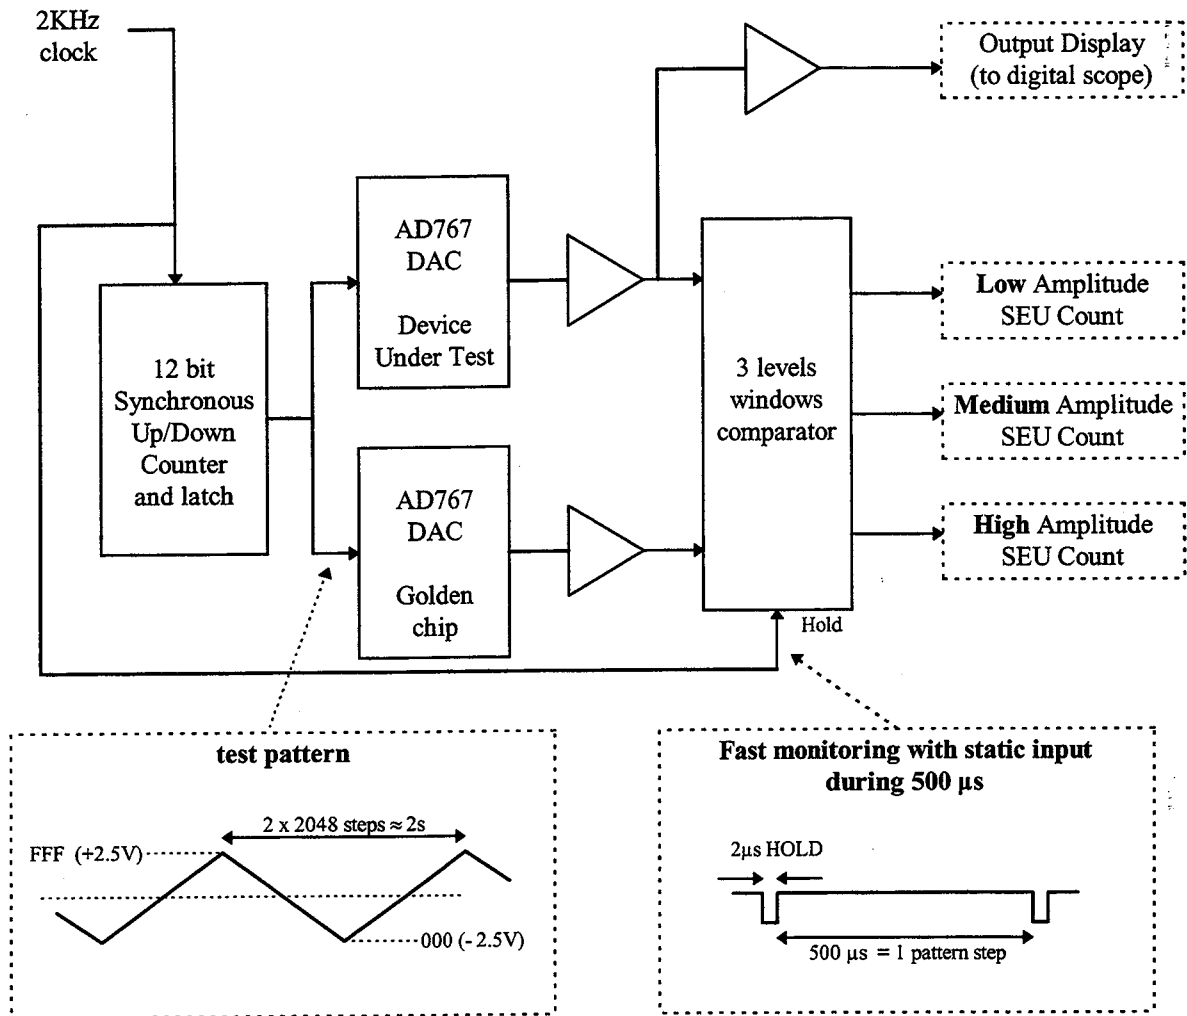 2KHz
clock
Output Display
(to digital scope)
AD767
DAC
Device
Under Test
12 bit
Synchronous
Up/Down
Counter
and latch
3 levels
windows
comparator
Low Amplitude
SEU Count
Medium Amplitude
SEU Count
High Amplitude
SEU Count
AD767
DAC
Golden
chip
Hold
test pattern
2 x 2048 steps ≈ 2s
FFF (+2.5V)
000 (- 2.5V)
Fast monitoring with static input
during 500 µs
2µs HOLD
500 µs = 1 pattern step